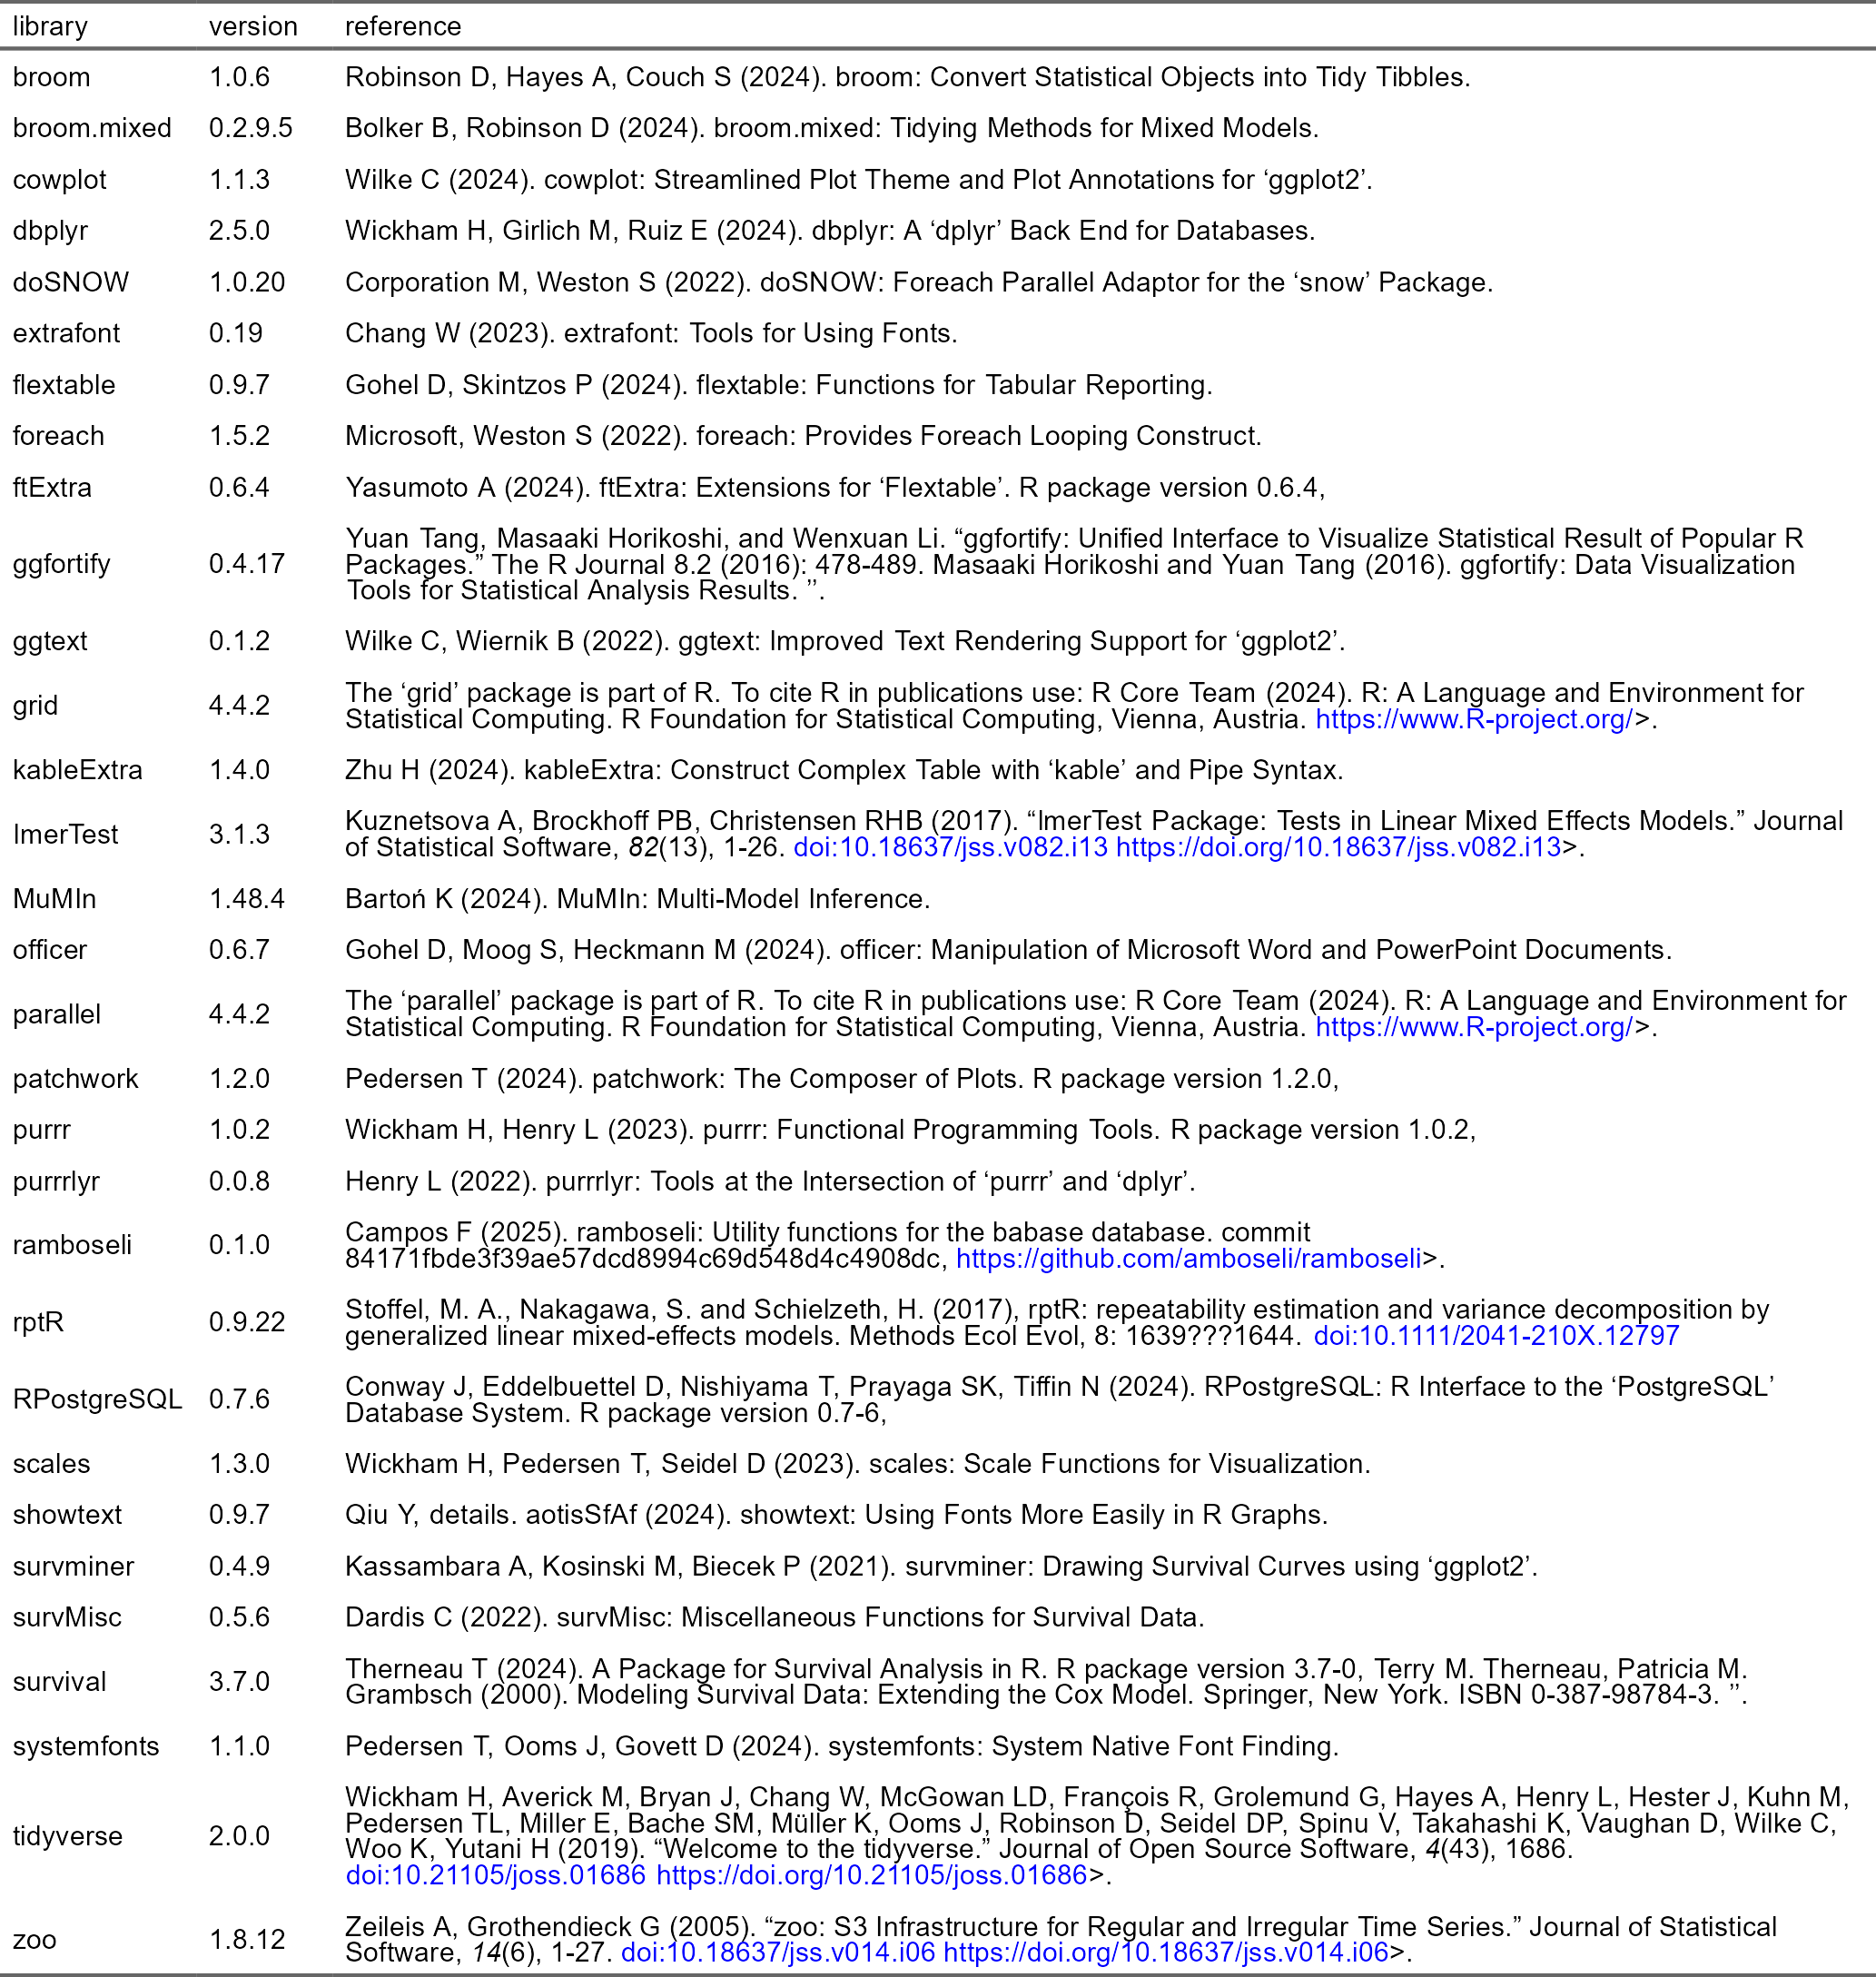 library version reference
broom 1.0.6 Robinson D, Hayes A, Couch S (2024). broom: Convert Statistical Objects into Tidy Tibbles.
broom.mixed 0.2.9.5 Bolker B, Robinson D (2024). broom.mixed: Tidying Methods for Mixed Models.
cowplot 1.1.3 Wilke C (2024). cowplot: Streamlined Plot Theme and Plot Annotations for ‘ggplot2’.
dbplyr 2.5.0 Wickham H, Girlich M, Ruiz E (2024). dbplyr: A ‘dplyr’ Back End for Databases.
doSNOW 1.0.20 Corporation M, Weston S (2022). doSNOW: Foreach Parallel Adaptor for the ‘snow’ Package.
extrafont 0.19 Chang W (2023). extrafont: Tools for Using Fonts.
flextable 0.9.7 Gohel D, Skintzos P (2024). flextable: Functions for Tabular Reporting.
foreach 1.5.2 Microsoft, Weston S (2022). foreach: Provides Foreach Looping Construct.
ftExtra 0.6.4 Yasumoto A (2024). ftExtra: Extensions for ‘Flextable’. R package version 0.6.4,
Yuan Tang, Masaaki Horikoshi, and Wenxuan Li. “ggfortify: Unified Interface to Visualize Statistical Result of Popular R
ggfortify 0.4.17 Packages.” The R Journal 8.2 (2016): 478-489. Masaaki Horikoshi and Yuan Tang (2016). ggfortify: Data Visualization
Tools for Statistical Analysis Results. ’’.
ggtext 0.1.2 Wilke C, Wiernik B (2022). ggtext: Improved Text Rendering Support for ‘ggplot2’.
grid 4.4.2 The ‘grid’ package is part of R. To cite R in publications use: R Core Team (2024). R: A Language and Environment for
Statistical Computing. R Foundation for Statistical Computing, Vienna, Austria. https://www.R-project.org/>.
kableExtra 1.4.0 Zhu H (2024). kableExtra: Construct Complex Table with ‘kable’ and Pipe Syntax.
lmerTest 3.1.3 Kuznetsova A, Brockhoff PB, Christensen RHB (2017). “lmerTest Package: Tests in Linear Mixed Effects Models.” Journal
of Statistical Software, 82(13), 1-26. doi:10.18637/jss.v082.i13 https://doi.org/10.18637/jss.v082.i13>.
MuMIn 1.48.4 Bartoń K (2024). MuMIn: Multi-Model Inference.
officer 0.6.7 Gohel D, Moog S, Heckmann M (2024). officer: Manipulation of Microsoft Word and PowerPoint Documents.
parallel 4.4.2 The ‘parallel’ package is part of R. To cite R in publications use: R Core Team (2024). R: A Language and Environment for
Statistical Computing. R Foundation for Statistical Computing, Vienna, Austria. https://www.R-project.org/>.
patchwork 1.2.0 Pedersen T (2024). patchwork: The Composer of Plots. R package version 1.2.0,
purrr 1.0.2 Wickham H, Henry L (2023). purrr: Functional Programming Tools. R package version 1.0.2,
purrrlyr 0.0.8 Henry L (2022). purrrlyr: Tools at the Intersection of ‘purrr’ and ‘dplyr’.
ramboseli 0.1.0 Campos F (2025). ramboseli: Utility functions for the babase database. commit
84171fbde3f39ae57dcd8994c69d548d4c4908dc, https://github.com/amboseli/ramboseli>.
rptR 0.9.22 Stoffel, M. A., Nakagawa, S. and Schielzeth, H. (2017), rptR: repeatability estimation and variance decomposition by
generalized linear mixed-effects models. Methods Ecol Evol, 8: 1639???1644. doi:10.1111/2041-210X.12797
RPostgreSQL 0.7.6 Conway J, Eddelbuettel D, Nishiyama T, Prayaga SK, Tiffin N (2024). RPostgreSQL: R Interface to the ‘PostgreSQL’
Database System. R package version 0.7-6,
scales 1.3.0 Wickham H, Pedersen T, Seidel D (2023). scales: Scale Functions for Visualization.
showtext 0.9.7 Qiu Y, details. aotisSfAf (2024). showtext: Using Fonts More Easily in R Graphs.
survminer 0.4.9 Kassambara A, Kosinski M, Biecek P (2021). survminer: Drawing Survival Curves using ‘ggplot2’.
survMisc 0.5.6 Dardis C (2022). survMisc: Miscellaneous Functions for Survival Data.
survival 3.7.0 Therneau T (2024). A Package for Survival Analysis in R. R package version 3.7-0, Terry M. Therneau, Patricia M.
Grambsch (2000). Modeling Survival Data: Extending the Cox Model. Springer, New York. ISBN 0-387-98784-3. ’’.
systemfonts 1.1.0 Pedersen T, Ooms J, Govett D (2024). systemfonts: System Native Font Finding.
Wickham H, Averick M, Bryan J, Chang W, McGowan LD, François R, Grolemund G, Hayes A, Henry L, Hester J, Kuhn M,
tidyverse 2.0.0 Pedersen TL, Miller E, Bache SM, Müller K, Ooms J, Robinson D, Seidel DP, Spinu V, Takahashi K, Vaughan D, Wilke C,
Woo K, Yutani H (2019). “Welcome to the tidyverse.” Journal of Open Source Software, 4(43), 1686.
doi:10.21105/joss.01686 https://doi.org/10.21105/joss.01686>.
zoo 1.8.12 Zeileis A, Grothendieck G (2005). “zoo: S3 Infrastructure for Regular and Irregular Time Series.” Journal of Statistical
Software, 14(6), 1-27. doi:10.18637/jss.v014.i06 https://doi.org/10.18637/jss.v014.i06>.